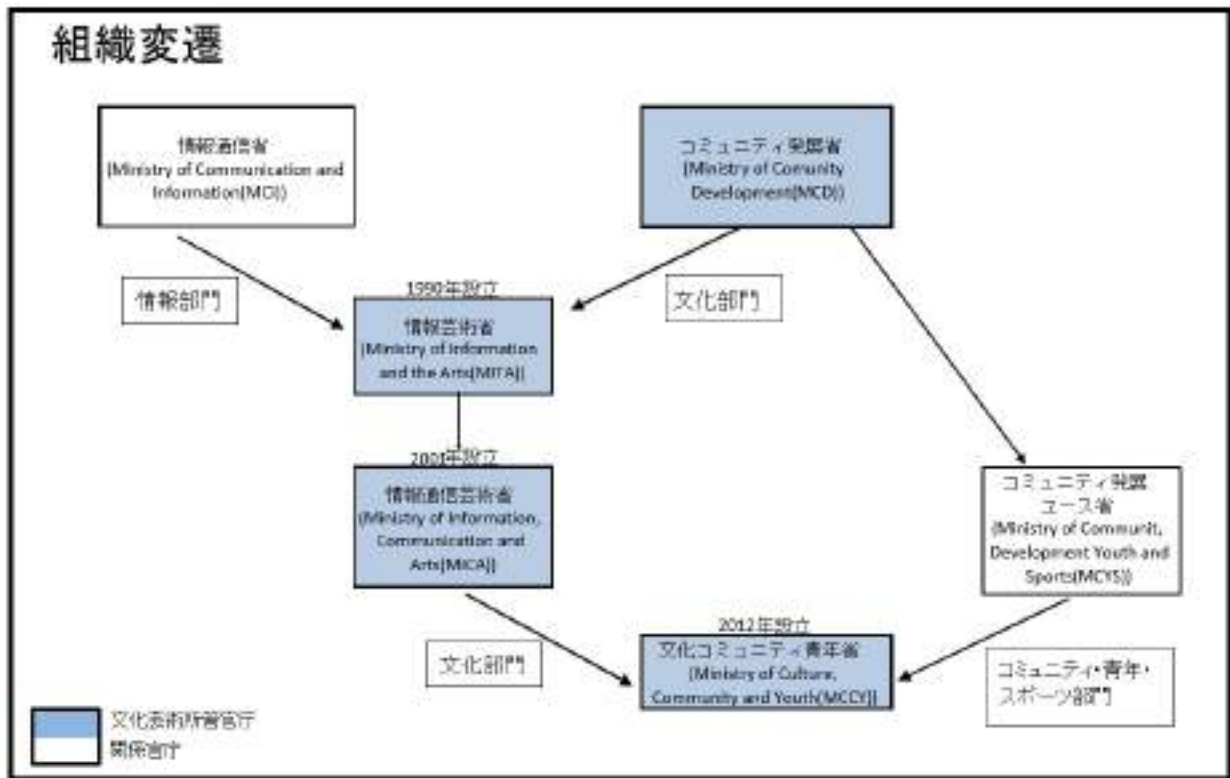 組織変遷
情報通信省
(Ministry of Communication and
Information(MCI))
コミュニティ発展省
(Ministry of Comunity
Development(MCD))
情報部門
文化部門
1990年設立
情報芸術省
(Ministry of Information
and the Arts(MITA))
2001年設立
情報通信芸術省
(Ministry of Information,
Communication and
Arts(MICA))
コミュニティ発展
ユース省
(Ministry of Communit,
Development Youth and
Sports(MCYS))
文化部門
2012年設立
文化コミュニティ青年省
(Ministry of Culture,
Community and Youth(MCCY))
コミュニティ・青年・
スポーツ部門
文化芸術所管官庁
関係官庁